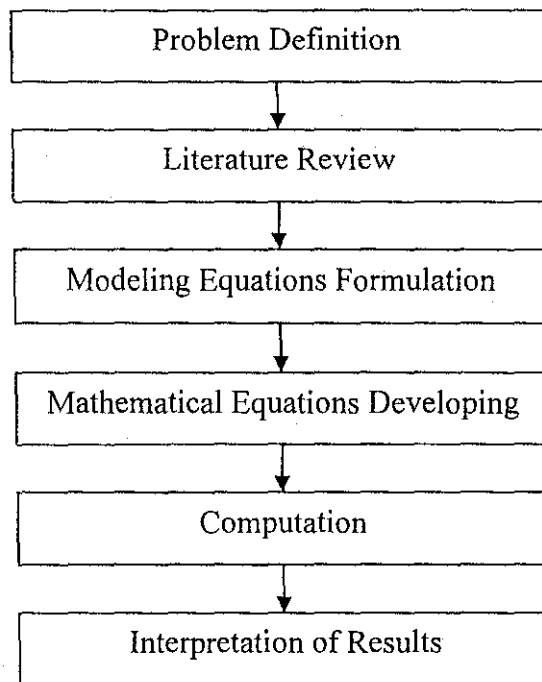 Problem Definition
Literature Review
Modeling Equations Formulation
Mathematical Equations Developing
Computation
Interpretation of Results